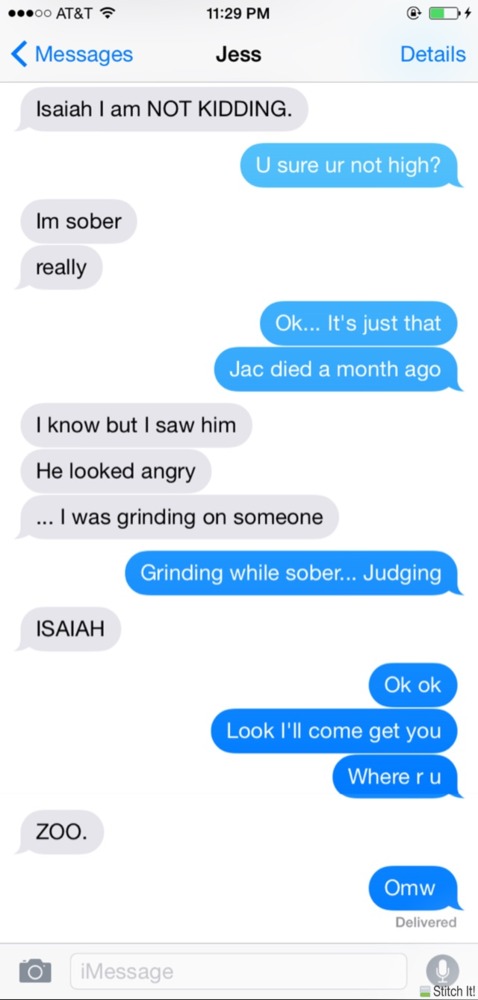 AT&T 11:29 PM
Messages Jess Details
Isaiah I am NOT KIDDING.
U sure ur not high?
Im sober
really
Ok... It's just that
Jac died a month ago
I know but I saw him
He looked angry
... I was grinding on someone
Grinding while sober... Judging
ISAIAH
Ok ok
Look I'll come get you
Where r u
ZOO.
Omw
Delivered
iMessage
Stitch It!